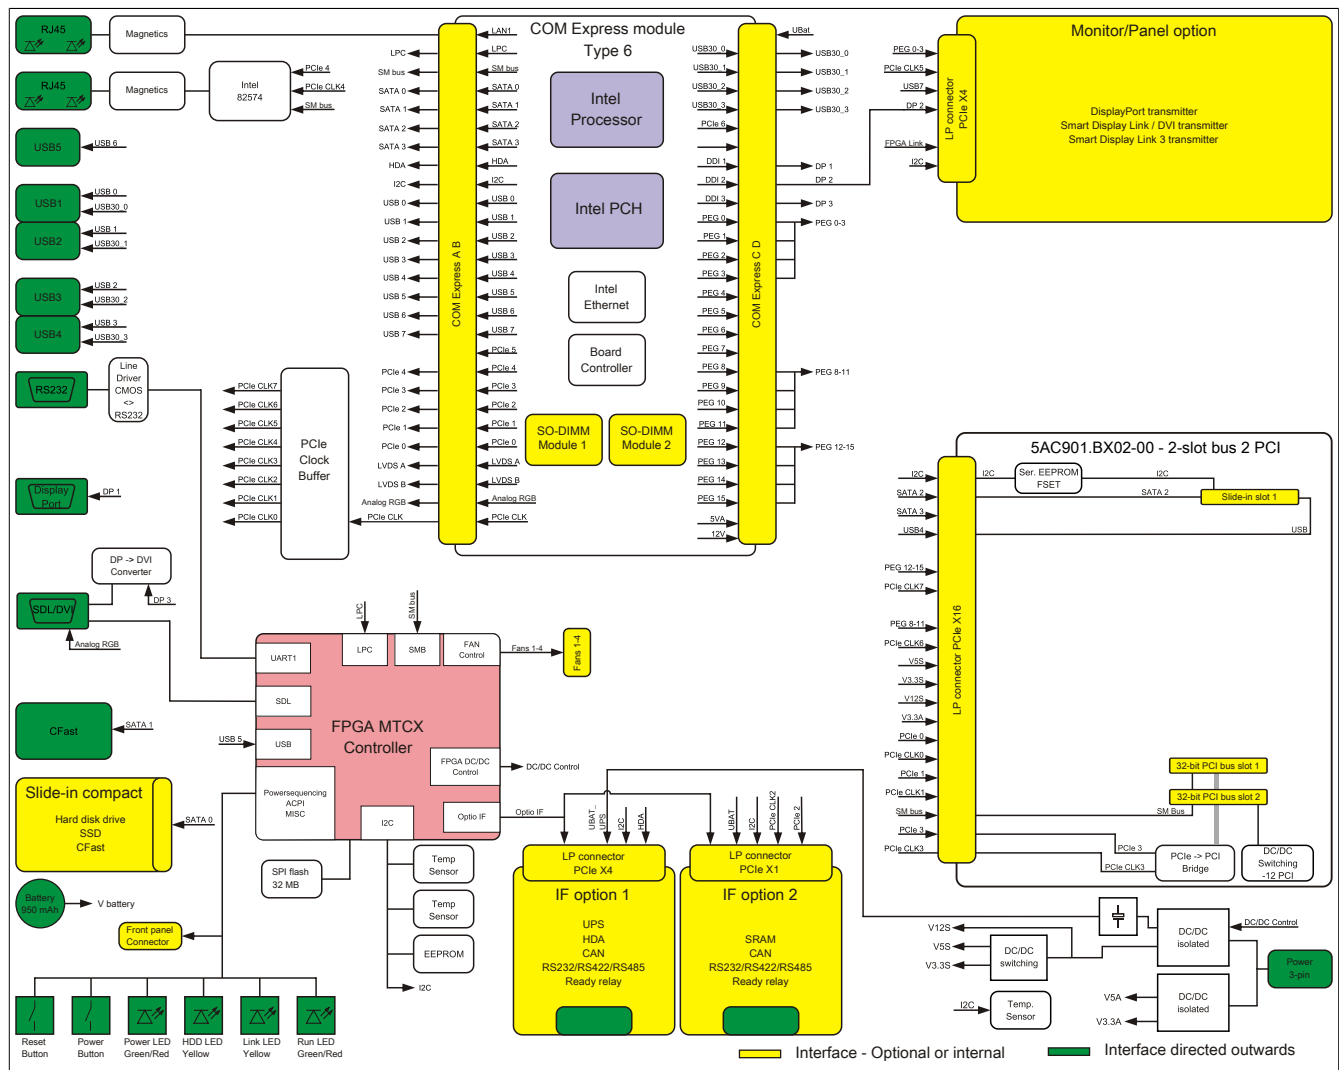 RJ45
Magnetics
RJ45
Magnetics
Intel
82574
PCIe 4
PCIe CLK4
SM bus
USB5
USB 6
USB1
USB 0
USB30_0
USB2
USB 1
USB30_1
USB3
USB 2
USB30_2
USB4
USB 3
USB30_3
RS232
Line
Driver
CMOS
<>
RS232
Display
Port
DP 1
DP -> DVI
Converter
DP 3
SDL/DVI
Analog RGB
CFast
SATA 1
Slide-in compact
Hard disk drive
SSD
CFast
SATA 0
Battery
950 mAh
V battery
Front panel
Connector
Reset
Button
Power
Button
Power LED
Green/Red
HDD LED
Yellow
Link LED
Yellow
Run LED
Green/Red
PCIe CLK7
PCIe CLK6
PCIe CLK5
PCIe CLK4
PCIe CLK3
PCIe CLK2
PCIe CLK1
PCIe CLK0
PCIe
Clock
Buffer
PCIe CLK
LPC
SM bus
SATA 0
SATA 1
SATA 2
SATA 3
HDA
I2C
USB 0
USB 1
USB 2
USB 3
USB 4
USB 5
USB 6
USB 7
PCIe 4
PCIe 3
PCIe 2
PCIe 1
PCIe 0
LVDS A
LVDS B
Analog RGB
COM Express A B
LAN1
LPC
SM bus
SATA 0
SATA 1
SATA 2
SATA 3
HDA
I2C
USB 0
USB 1
USB 2
USB 3
USB 4
USB 5
USB 6
USB 7
PCIe 5
PCIe 4
PCIe 3
PCIe 2
PCIe 1
PCIe 0
LVDS A
LVDS B
Analog RGB
PCIe CLK
COM Express module
Type 6
Intel
Processor
Intel PCH
Intel
Ethernet
Board
Controller
SO-DIMM
Module 1
SO-DIMM
Module 2
USB30_0
USB30_1
USB30_2
USB30_3
PCIe 6
DDI 1
DDI 2
DDI 3
PEG 0
PEG 1
PEG 2
PEG 3
PEG 4
PEG 5
PEG 6
PEG 7
PEG 8
PEG 9
PEG 10
PEG 11
PEG 12
PEG 13
PEG 14
PEG 15
5VA
12V
COM Express C D
UBat
USB30_0
USB30_1
USB30_2
USB30_3
DP 1
DP 2
DP 3
PEG 0-3
PEG 8-11
PEG 12-15
PEG 0-3
PCIe CLK5
USB7
DP 2
FPGA Link
I2C
LP connector
PCIe X4
Monitor/Panel option
DisplayPort transmitter
Smart Display Link / DVI transmitter
Smart Display Link 3 transmitter
5AC901.BX02-00 - 2-slot bus 2 PCI
I2C
SATA 2
SATA 3
USB4
PEG 12-15
PCIe CLK7
PEG 8-11
PCIe CLK6
V5S
V3.3S
V12S
V3.3A
PCIe 0
PCIe CLK0
PCIe 1
PCIe CLK1
SM bus
PCIe 3
PCIe CLK3
LP connector PCIe X16
I2C
Ser. EEPROM
FSET
I2C
SATA 2
Slide-in slot 1
USB
32-bit PCI bus slot 1
32-bit PCI bus slot 2
SM Bus
PCIe 3
PCIe CLK3
PCIe -> PCI
Bridge
DC/DC
Switching
-12 PCI
LPC
SM bus
UART1
LPC
SMB
FAN
Control
Fans 1-4
Fans 1-4
SDL
FPGA MTCX
Controller
USB 5
USB
FPGA DC/DC
Control
DC/DC Control
Powersequencing
ACPI
MISC
I2C
Optio IF
Optio IF
SPI flash
32 MB
Temp
Sensor
Temp
Sensor
EEPROM
I2C
UBAT_
UPS
I2C
HDA
LP connector
PCIe X4
IF option 1
UPS
HDA
CAN
RS232/RS422/RS485
Ready relay
UBAT
I2C
PCIe CLK2
PCIe 2
LP connector
PCIe X1
IF option 2
SRAM
CAN
RS232/RS422/RS485
Ready relay
V12S
V5S
V3.3S
DC/DC
switching
DC/DC
isolated
DC/DC Control
Power
3-pin
I2C
Temp.
Sensor
V5A
V3.3A
DC/DC
isolated
Interface - Optional or internal
Interface directed outwards